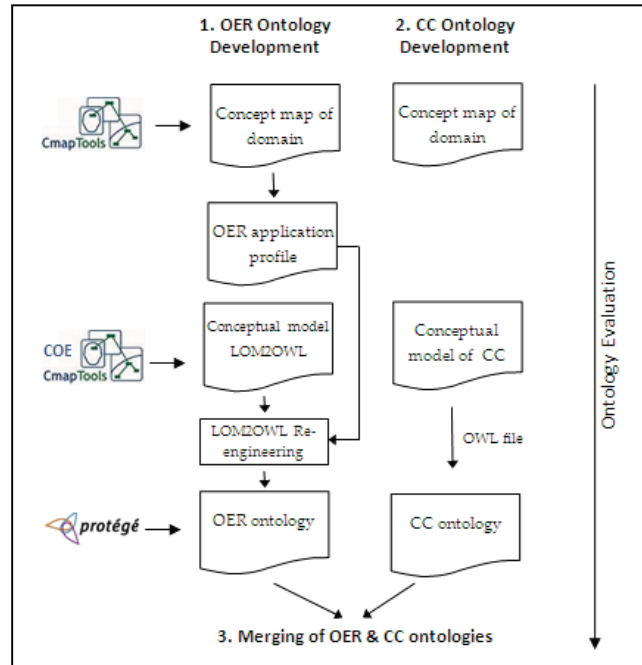 1. OER Ontology
Development
2. CC Ontology
Development
CmapTools
Concept map of
domain
Concept map of
domain
OER application
profile
COE
CmapTools
Conceptual model
LOM2OWL
Conceptual
model of CC
LOM2OWL Re-
engineering
OWL file
protégé
OER ontology
CC ontology
3. Merging of OER & CC ontologies
Ontology Evaluation